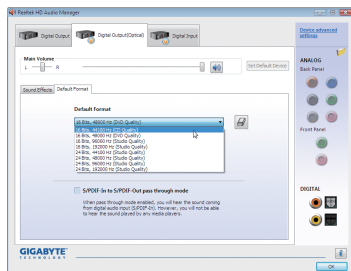 Realtek HD Audio Manager
Digital Output
Digital Output(Optical)
Digital Input
Device advanced settings
Main Volume
L
R
Set Default Device
Sound Effects
Default Format
Default Format
16 Bits, 48000 Hz (DVD Quality)
16 Bits, 44100 Hz (CD Quality)
16 Bits, 48000 Hz (DVD Quality)
16 Bits, 96000 Hz (Studio Quality)
16 Bits, 192000 Hz (Studio Quality)
24 Bits, 44100 Hz (Studio Quality)
24 Bits, 48000 Hz (Studio Quality)
24 Bits, 96000 Hz (Studio Quality)
24 Bits, 192000 Hz (Studio Quality)
S/PDIF-In to S/PDIF-Out pass through mode
When pass through mode enabled, you will hear the sound coming
from digital audio input (S/PDIF-In). However, you will not be able
to hear the sound played by any media players.
ANALOG
Back Panel
Front Panel
DIGITAL
GIGABYTE™
TECHNOLOGY
OK